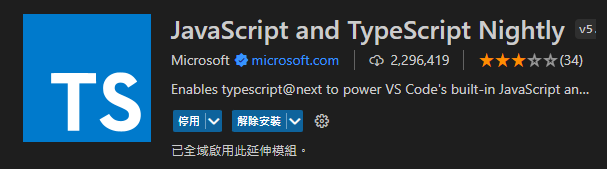 JavaScript and TypeScript Nightly v5.
Microsoft microsoft.com 2,296,419 (34)
TS
Enables typescript@next to power VS Code's built-in JavaScript an...
停用 解除安裝
已全域啟用此延伸模組。